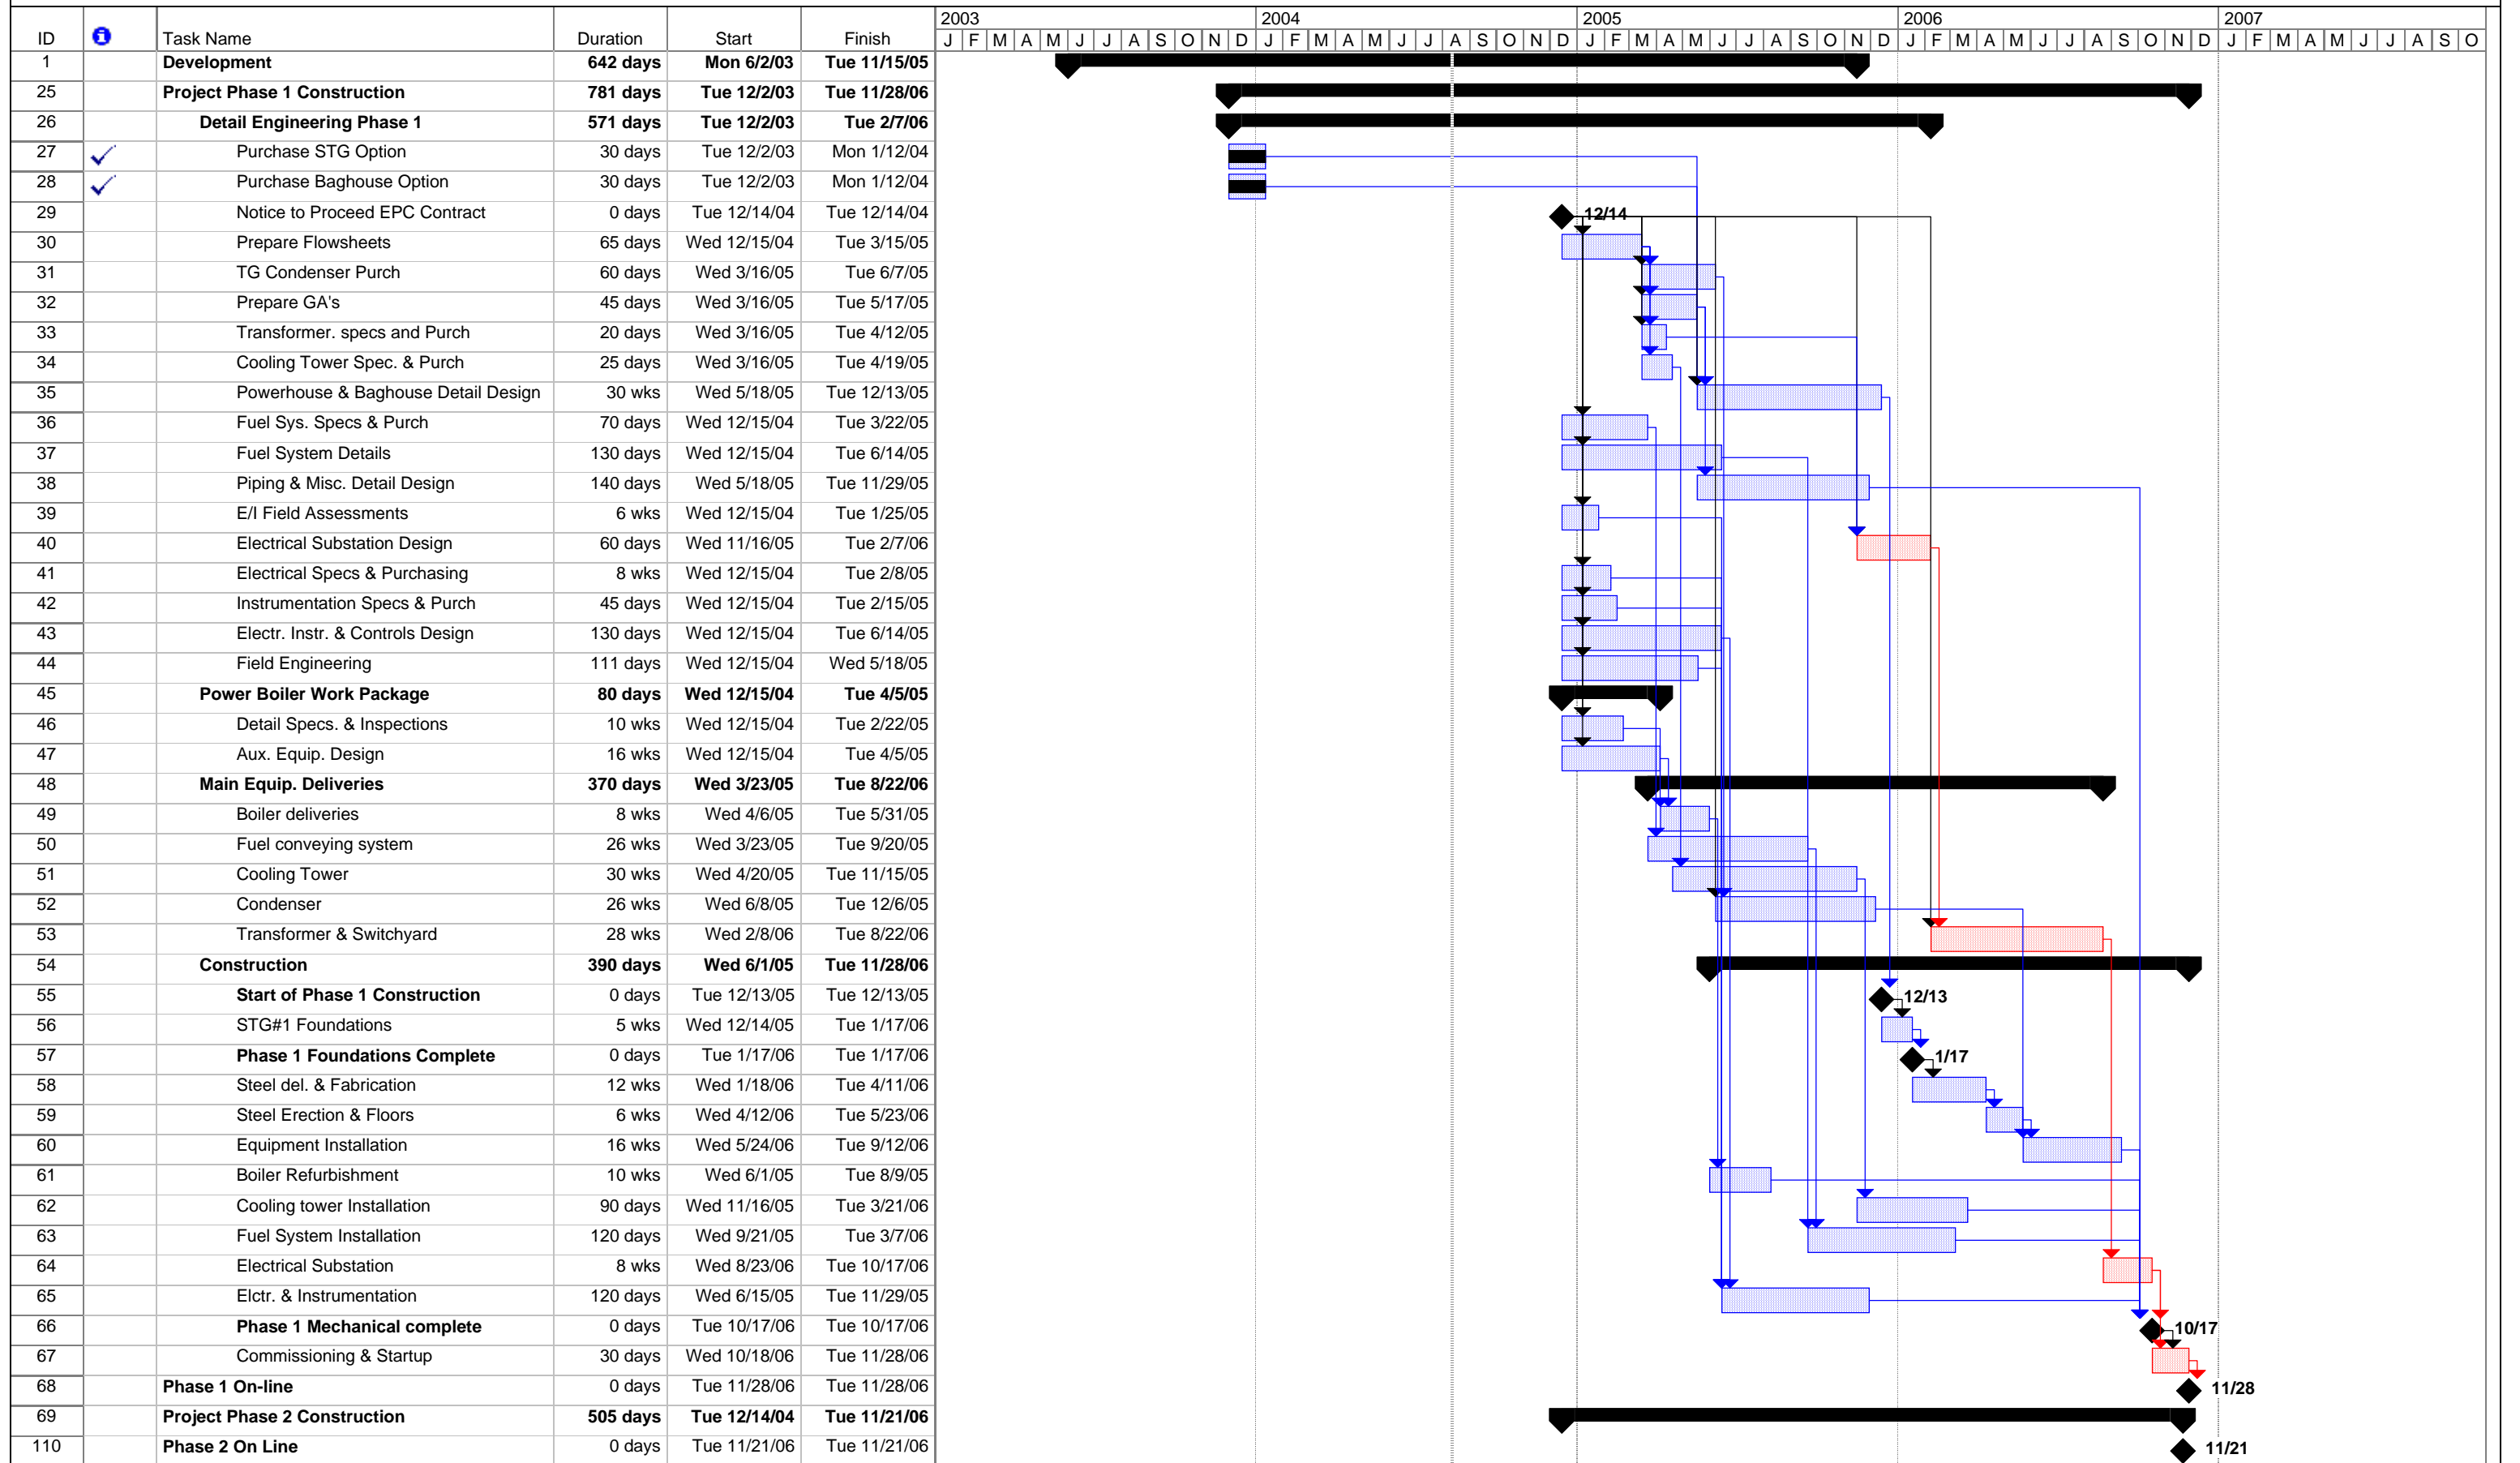 2003 2004 2005 2006 2007
ID i Task Name Duration Start Finish J F M A M J J A S O N D J F M A M J J A S O N D J F M A M J J A S O N D J F M A M J J A S O N D J F M A M J J A S O
1 Development 642 days Mon 6/2/03 Tue 11/15/05
25 Project Phase 1 Construction 781 days Tue 12/2/03 Tue 11/28/06
26 Detail Engineering Phase 1 571 days Tue 12/2/03 Tue 2/7/06
27 Purchase STG Option 30 days Tue 12/2/03 Mon 1/12/04
28 Purchase Baghouse Option 30 days Tue 12/2/03 Mon 1/12/04
29 Notice to Proceed EPC Contract 0 days Tue 12/14/04 Tue 12/14/04 12/14
30 Prepare Flowsheets 65 days Wed 12/15/04 Tue 3/15/05
31 TG Condenser Purch 60 days Wed 3/16/05 Tue 6/7/05
32 Prepare GA's 45 days Wed 3/16/05 Tue 5/17/05
33 Transformer. specs and Purch 20 days Wed 3/16/05 Tue 4/12/05
34 Cooling Tower Spec. & Purch 25 days Wed 3/16/05 Tue 4/19/05
35 Powerhouse & Baghouse Detail Design 30 wks Wed 5/18/05 Tue 12/13/05
36 Fuel Sys. Specs & Purch 70 days Wed 12/15/04 Tue 3/22/05
37 Fuel System Details 130 days Wed 12/15/04 Tue 6/14/05
38 Piping & Misc. Detail Design 140 days Wed 5/18/05 Tue 11/29/05
39 E/I Field Assessments 6 wks Wed 12/15/04 Tue 1/25/05
40 Electrical Substation Design 60 days Wed 11/16/05 Tue 2/7/06
41 Electrical Specs & Purchasing 8 wks Wed 12/15/04 Tue 2/8/05
42 Instrumentation Specs & Purch 45 days Wed 12/15/04 Tue 2/15/05
43 Electr. Instr. & Controls Design 130 days Wed 12/15/04 Tue 6/14/05
44 Field Engineering 111 days Wed 12/15/04 Wed 5/18/05
45 Power Boiler Work Package 80 days Wed 12/15/04 Tue 4/5/05
46 Detail Specs. & Inspections 10 wks Wed 12/15/04 Tue 2/22/05
47 Aux. Equip. Design 16 wks Wed 12/15/04 Tue 4/5/05
48 Main Equip. Deliveries 370 days Wed 3/23/05 Tue 8/22/06
49 Boiler deliveries 8 wks Wed 4/6/05 Tue 5/31/05
50 Fuel conveying system 26 wks Wed 3/23/05 Tue 9/20/05
51 Cooling Tower 30 wks Wed 4/20/05 Tue 11/15/05
52 Condenser 26 wks Wed 6/8/05 Tue 12/6/05
53 Transformer & Switchyard 28 wks Wed 2/8/06 Tue 8/22/06
54 Construction 390 days Wed 6/1/05 Tue 11/28/06
55 Start of Phase 1 Construction 0 days Tue 12/13/05 Tue 12/13/05 12/13
56 STG#1 Foundations 5 wks Wed 12/14/05 Tue 1/17/06
57 Phase 1 Foundations Complete 0 days Tue 1/17/06 Tue 1/17/06 1/17
58 Steel del. & Fabrication 12 wks Wed 1/18/06 Tue 4/11/06
59 Steel Erection & Floors 6 wks Wed 4/12/06 Tue 5/23/06
60 Equipment Installation 16 wks Wed 5/24/06 Tue 9/12/06
61 Boiler Refurbishment 10 wks Wed 6/1/05 Tue 8/9/05
62 Cooling tower Installation 90 days Wed 11/16/05 Tue 3/21/06
63 Fuel System Installation 120 days Wed 9/21/05 Tue 3/7/06
64 Electrical Substation 8 wks Wed 8/23/06 Tue 10/17/06
65 Elctr. & Instrumentation 120 days Wed 6/15/05 Tue 11/29/05
66 Phase 1 Mechanical complete 0 days Tue 10/17/06 Tue 10/17/06 10/17
67 Commissioning & Startup 30 days Wed 10/18/06 Tue 11/28/06
68 Phase 1 On-line 0 days Tue 11/28/06 Tue 11/28/06 11/28
69 Project Phase 2 Construction 505 days Tue 12/14/04 Tue 11/21/06
110 Phase 2 On Line 0 days Tue 11/21/06 Tue 11/21/06 11/21